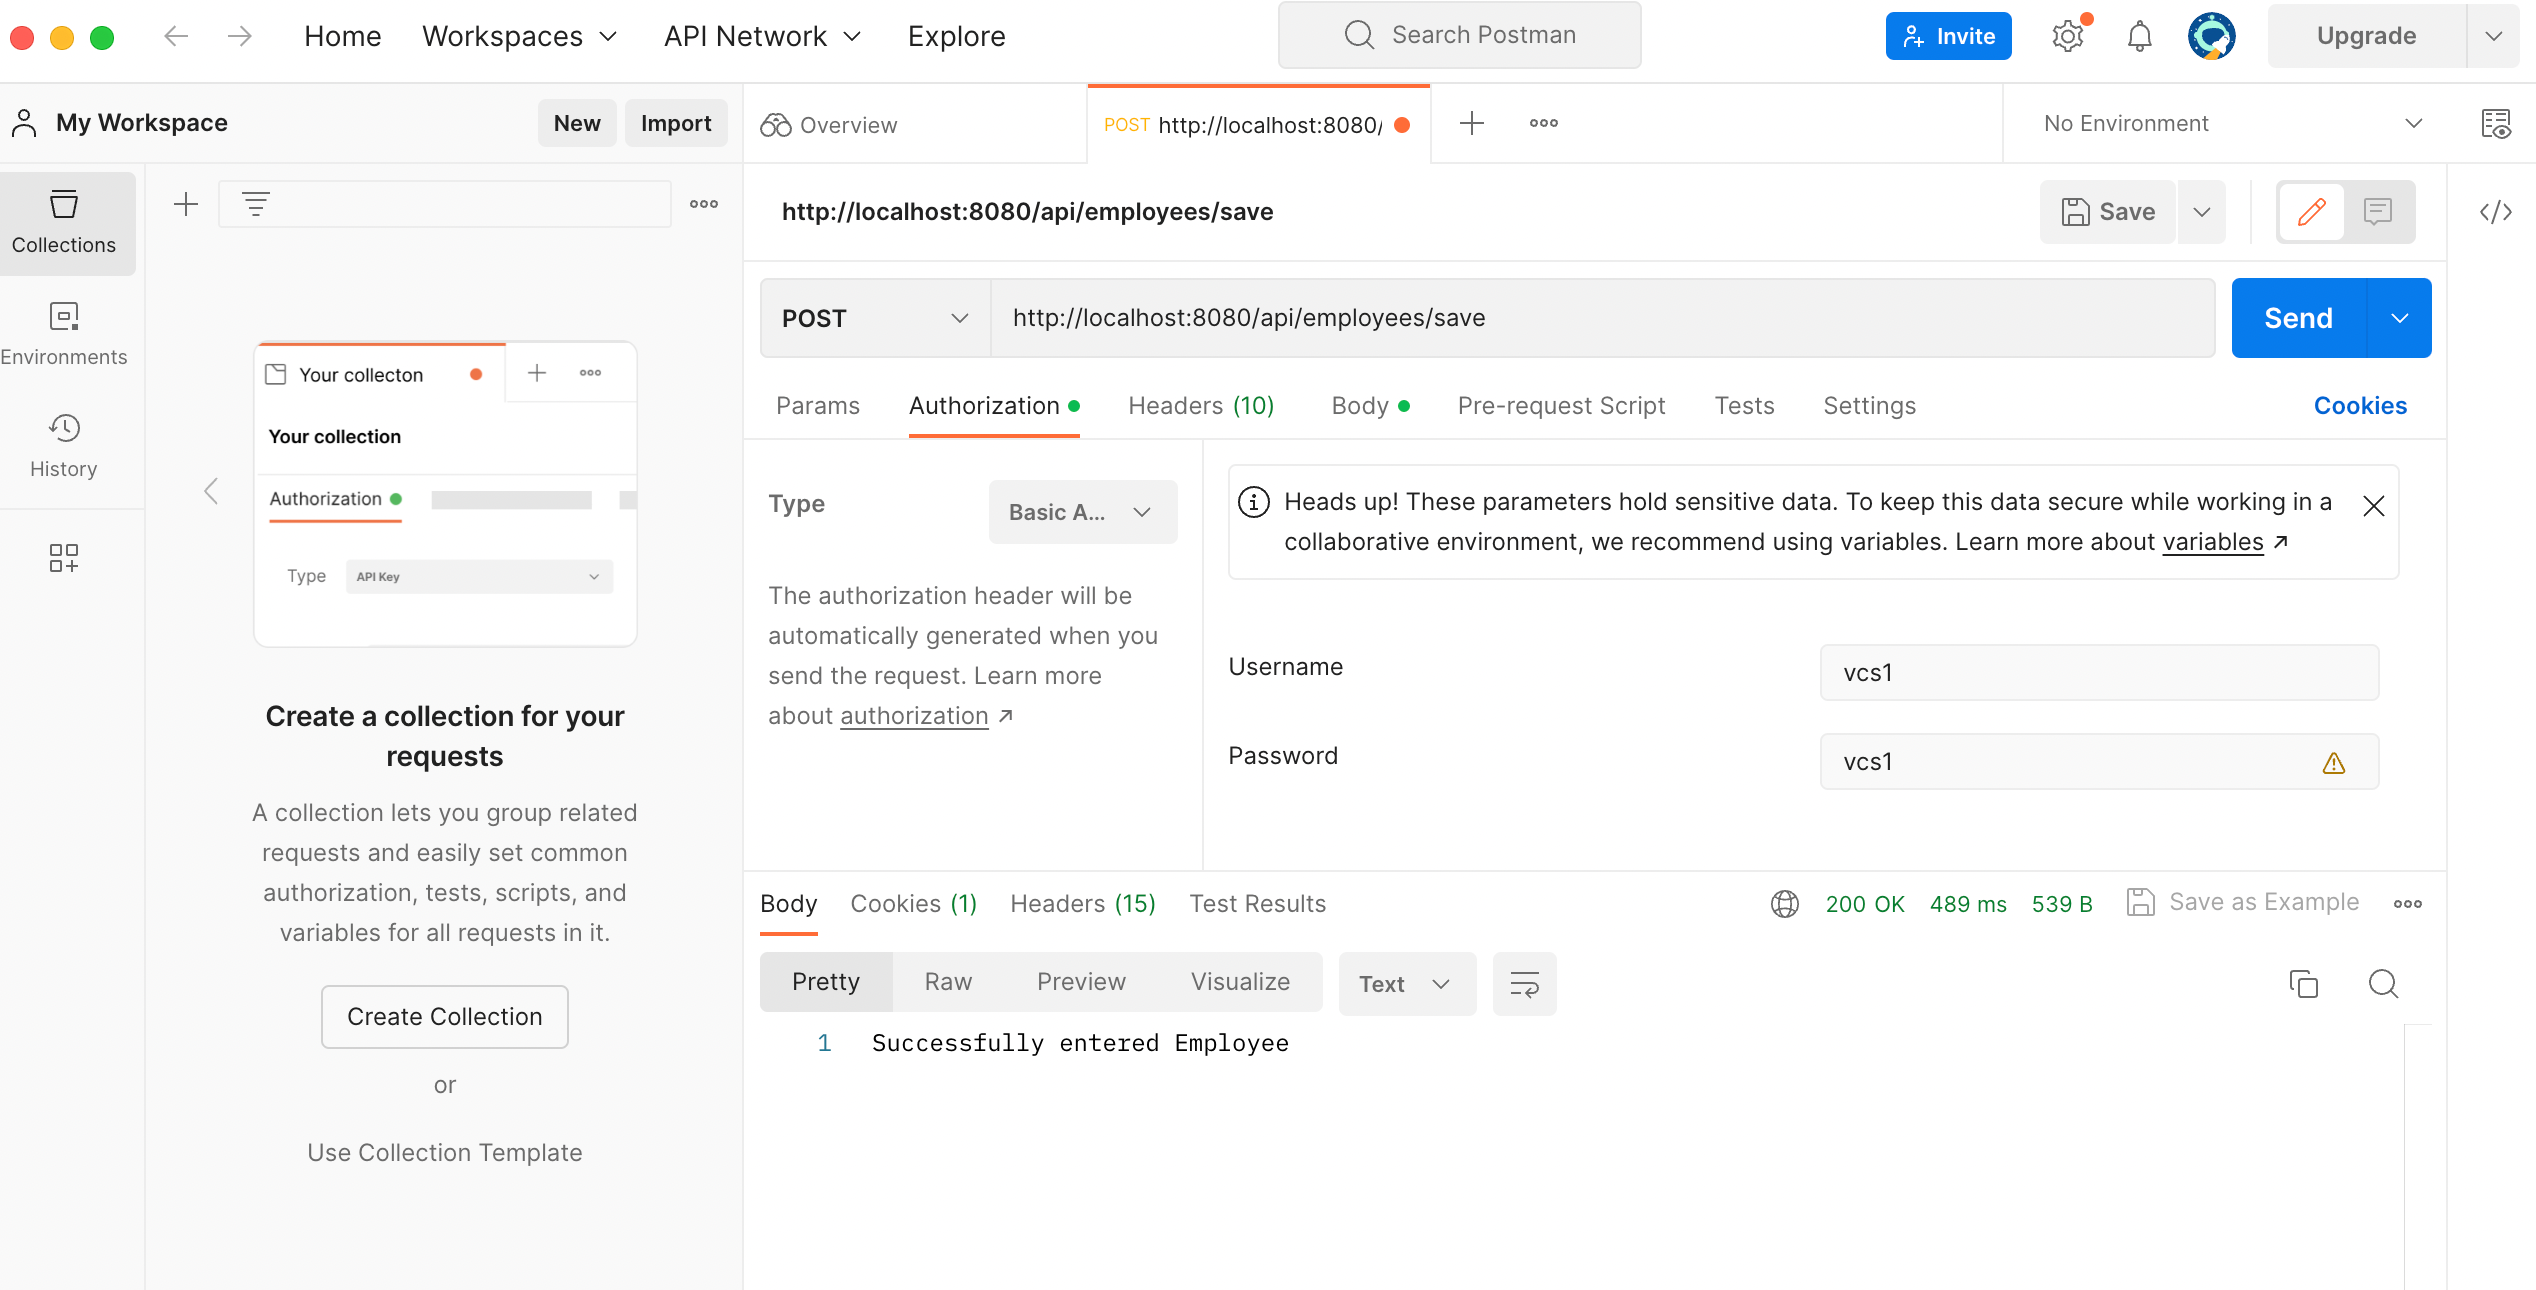 Home Workspaces API Network Explore Search Postman Invite Upgrade
My Workspace New Import Overview POST http://localhost:8080/ No Environment
Collections
Environments
History
Your collecton
Your collection
Authorization
Type API Key
Create a collection for your
requests
A collection lets you group related
requests and easily set common
authorization, tests, scripts, and
variables for all requests in it.
Create Collection
or
Use Collection Template
http://localhost:8080/api/employees/save Save
POST http://localhost:8080/api/employees/save Send
Params Authorization Headers (10) Body Pre-request Script Tests Settings Cookies
Type Basic A...
The authorization header will be
automatically generated when you
send the request. Learn more
about authorization ↗
Heads up! These parameters hold sensitive data. To keep this data secure while working in a
collaborative environment, we recommend using variables. Learn more about variables ↗
Username vcs1
Password vcs1
Body Cookies (1) Headers (15) Test Results 200 OK 489 ms 539 B Save as Example
Pretty Raw Preview Visualize Text
1 Successfully entered Employee